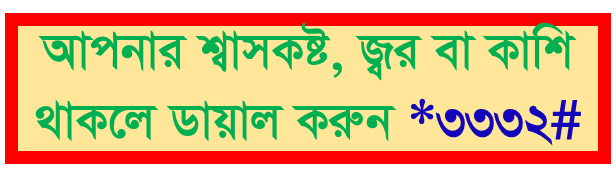 আপনার শ্বাসকষ্ট, জ্বর বা কাশি
থাকলে ডায়াল করুন *৩৩৩২#